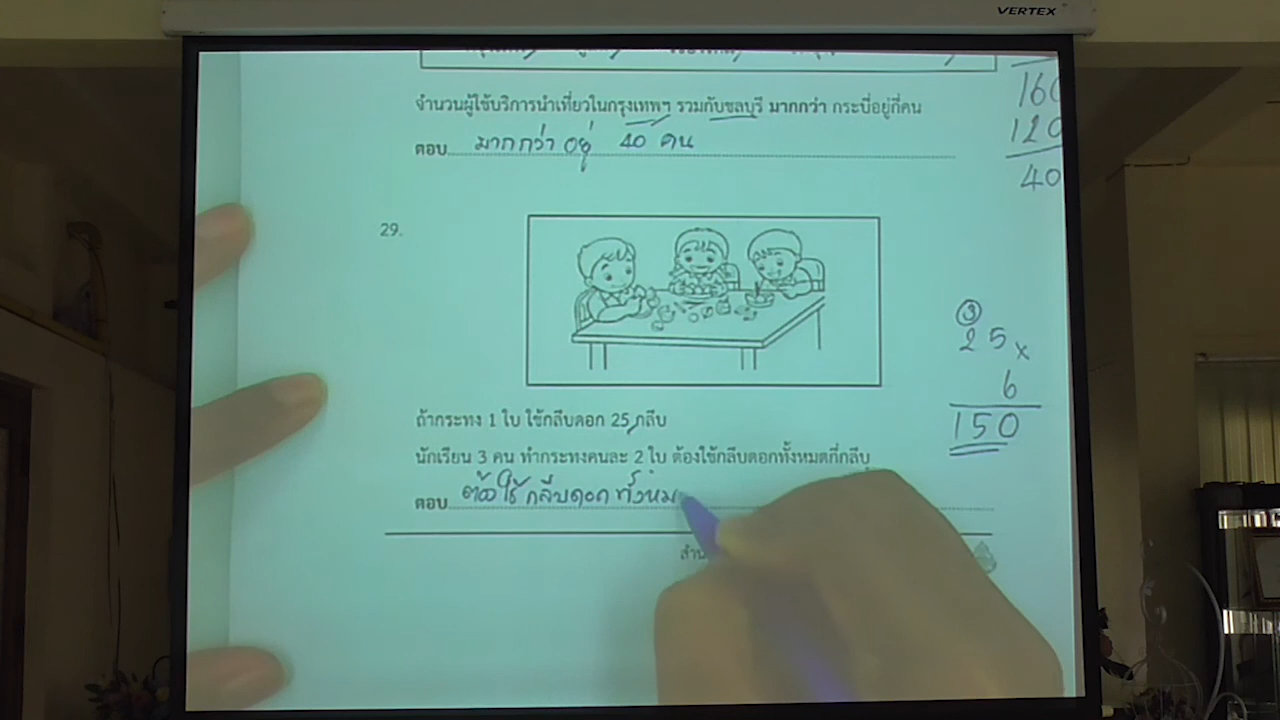 VERTEX
160
120
40
จำนวนผู้ใช้บริการนำเที่ยวในกรุงเทพฯ รวมกับชลบุรี มากกว่า กระบี่อยู่กี่คน
ตอบ มากกว่า อยู่ 40 คน
29.
3
25 x
6
150
ถ้ากระทง 1 ใบ ใช้กลีบดอก 25 กลีบ
นักเรียน 3 คน ทำกระทงคนละ 2 ใบ ต้องใช้กลีบดอกทั้งหมดกี่กลีบ
ตอบ ต้องใช้ กลีบดอก ทั้งหม